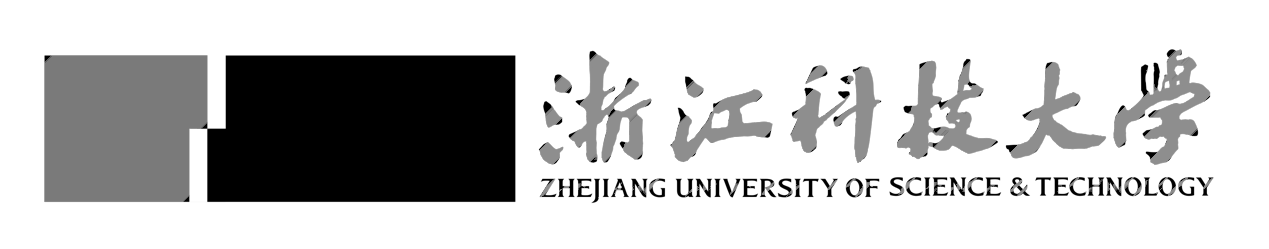 浙江科技大學
ZHEJIANG UNIVERSITY OF SCIENCE & TECHNOLOGY